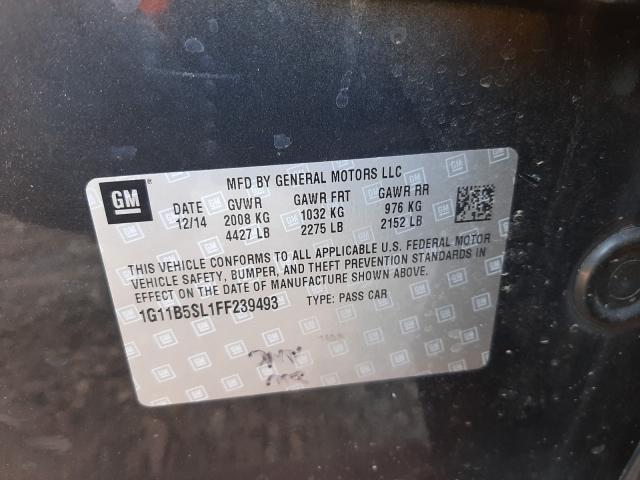 GM
MFD BY GENERAL MOTORS LLC
DATE GVWR GAWR FRT GAWR RR
12/14 2008 KG 1032 KG 976 KG
4427 LB 2275 LB 2152 LB
THIS VEHICLE CONFORMS TO ALL APPLICABLE U.S. FEDERAL MOTOR
VEHICLE SAFETY, BUMPER, AND THEFT PREVENTION STANDARDS IN
EFFECT ON THE DATE OF MANUFACTURE SHOWN ABOVE.
1G11B5SL1FF239493 TYPE: PASS CAR